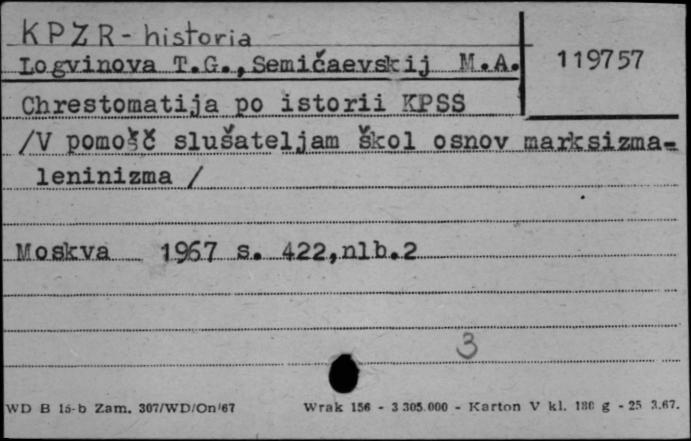 KPZR - historia
Logvinova T.G., Semičaevskij M.A.
119757
Chrestomatija po istorii KPSS
/V pomošč slušateljam škol osnov marksizma-
leninizma /
Moskva 1967 s. 422,nlb.2
3
WD B 15-b Zam. 307/WD/On/67 Wrak 156 - 3 305.000 - Karton V kl. 180 g - 25 3.67.